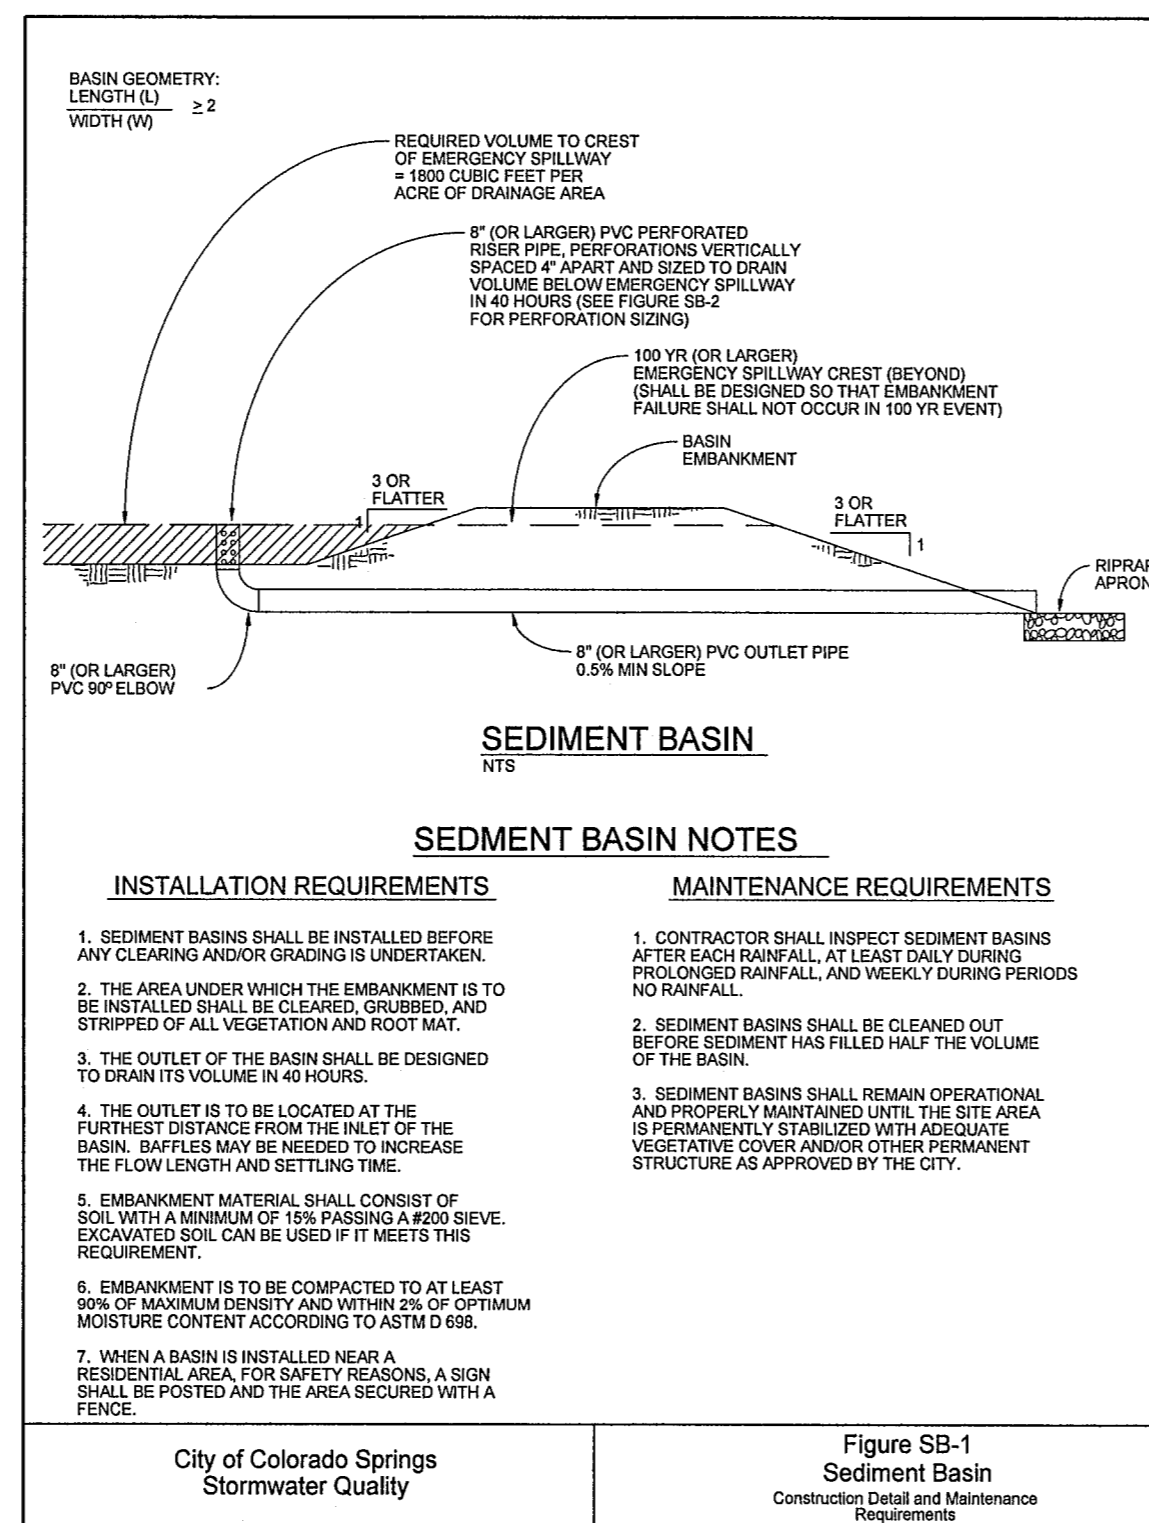 BASIN GEOMETRY:
LENGTH (L)
WIDTH (W)
≥ 2
REQUIRED VOLUME TO CREST
OF EMERGENCY SPILLWAY
= 1800 CUBIC FEET PER
ACRE OF DRAINAGE AREA
8" (OR LARGER) PVC PERFORATED
RISER PIPE, PERFORATIONS VERTICALLY
SPACED 4" APART AND SIZED TO DRAIN
VOLUME BELOW EMERGENCY SPILLWAY
IN 40 HOURS (SEE FIGURE SB-2
FOR PERFORATION SIZING)
100 YR (OR LARGER)
EMERGENCY SPILLWAY CREST (BEYOND)
(SHALL BE DESIGNED SO THAT EMBANKMENT
FAILURE SHALL NOT OCCUR IN 100 YR EVENT)
BASIN
EMBANKMENT
3 OR
FLATTER
1
3 OR
FLATTER
1
RIPRAP
APRON
8" (OR LARGER) PVC OUTLET PIPE
0.5% MIN SLOPE
8" (OR LARGER)
PVC 90º ELBOW
SEDIMENT BASIN
NTS
SEDMENT BASIN NOTES
INSTALLATION REQUIREMENTS
1. SEDIMENT BASINS SHALL BE INSTALLED BEFORE
ANY CLEARING AND/OR GRADING IS UNDERTAKEN.
2. THE AREA UNDER WHICH THE EMBANKMENT IS TO
BE INSTALLED SHALL BE CLEARED, GRUBBED, AND
STRIPPED OF ALL VEGETATION AND ROOT MAT.
3. THE OUTLET OF THE BASIN SHALL BE DESIGNED
TO DRAIN ITS VOLUME IN 40 HOURS.
4. THE OUTLET IS TO BE LOCATED AT THE
FURTHEST DISTANCE FROM THE INLET OF THE
BASIN. BAFFLES MAY BE NEEDED TO INCREASE
THE FLOW LENGTH AND SETTLING TIME.
5. EMBANKMENT MATERIAL SHALL CONSIST OF
SOIL WITH A MINIMUM OF 15% PASSING A #200 SIEVE.
EXCAVATED SOIL CAN BE USED IF IT MEETS THIS
REQUIREMENT.
6. EMBANKMENT IS TO BE COMPACTED TO AT LEAST
90% OF MAXIMUM DENSITY AND WITHIN 2% OF OPTIMUM
MOISTURE CONTENT ACCORDING TO ASTM D 698.
7. WHEN A BASIN IS INSTALLED NEAR A
RESIDENTIAL AREA, FOR SAFETY REASONS, A SIGN
SHALL BE POSTED AND THE AREA SECURED WITH A
FENCE.
MAINTENANCE REQUIREMENTS
1. CONTRACTOR SHALL INSPECT SEDIMENT BASINS
AFTER EACH RAINFALL, AT LEAST DAILY DURING
PROLONGED RAINFALL, AND WEEKLY DURING PERIODS
NO RAINFALL.
2. SEDIMENT BASINS SHALL BE CLEANED OUT
BEFORE SEDIMENT HAS FILLED HALF THE VOLUME
OF THE BASIN.
3. SEDIMENT BASINS SHALL REMAIN OPERATIONAL
AND PROPERLY MAINTAINED UNTIL THE SITE AREA
IS PERMANENTLY STABILIZED WITH ADEQUATE
VEGETATIVE COVER AND/OR OTHER PERMANENT
STRUCTURE AS APPROVED BY THE CITY.
City of Colorado Springs
Stormwater Quality
Figure SB-1
Sediment Basin
Construction Detail and Maintenance
Requirements